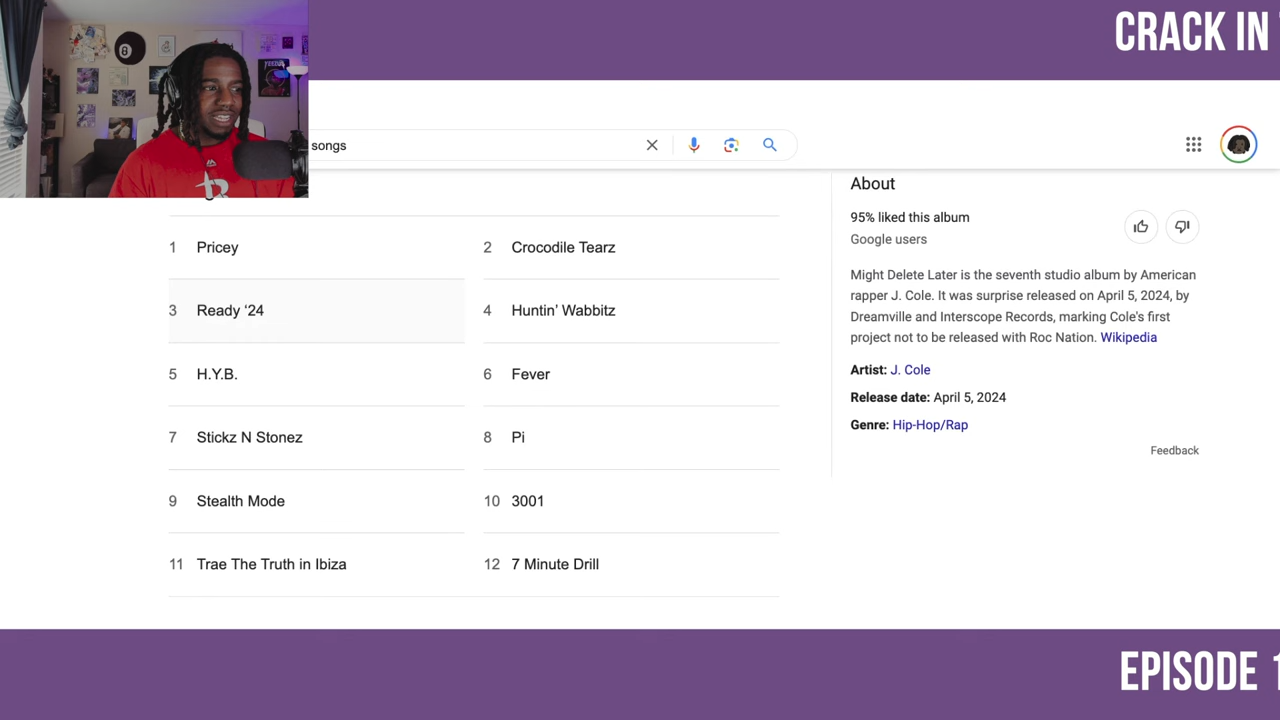 CRACK IN
songs
1 Pricey
2 Crocodile Tearz
3 Ready ‘24
4 Huntin’ Wabbitz
5 H.Y.B.
6 Fever
7 Stickz N Stonez
8 Pi
9 Stealth Mode
10 3001
11 Trae The Truth in Ibiza
12 7 Minute Drill
About
95% liked this album
Google users
Might Delete Later is the seventh studio album by American
rapper J. Cole. It was surprise released on April 5, 2024, by
Dreamville and Interscope Records, marking Cole's first
project not to be released with Roc Nation. Wikipedia
Artist: J. Cole
Release date: April 5, 2024
Genre: Hip-Hop/Rap
Feedback
EPISODE 1